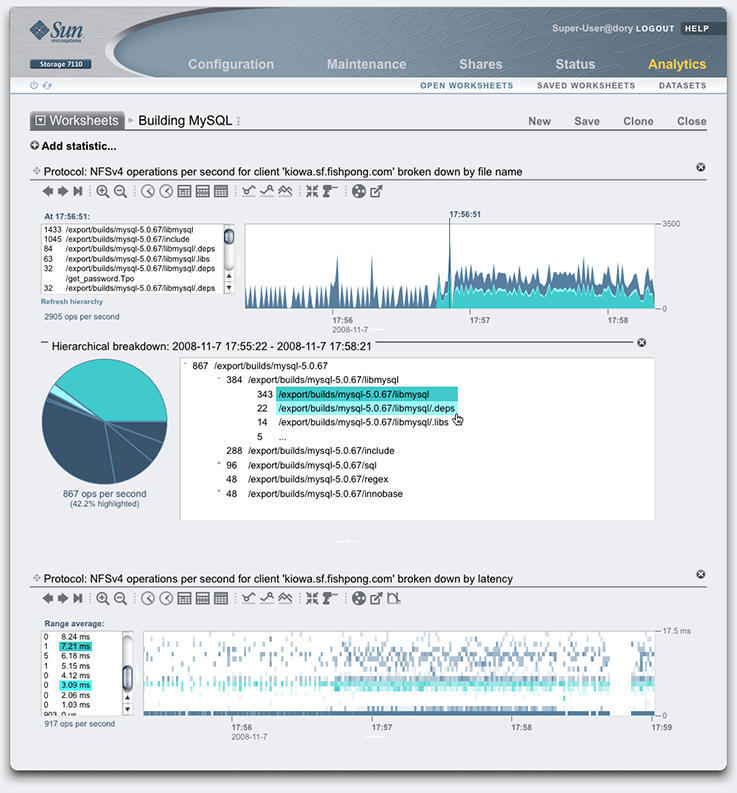 Sun
microsystems
Super-User@dory LOGOUT HELP
Storage 7110
Configuration Maintenance Shares Status Analytics
OPEN WORKSHEETS SAVED WORKSHEETS DATASETS
Worksheets Building MySQL
New Save Clone Close
Add statistic...
Protocol: NFSv4 operations per second for client 'kiowa.sf.fishpong.com' broken down by file name
At 17:56:51:
17:56:51
1433 /export/builds/mysql-5.0.67/libmysql
1045 /export/builds/mysql-5.0.67/include
84 /export/builds/mysql-5.0.67/libmysql/.deps
63 /export/builds/mysql-5.0.67/libmysql/.libs
32 /export/builds/mysql-5.0.67/libmysql/.deps
/get_password.Tpo
32 /export/builds/mysql-5.0.67/libmysql/.deps
Refresh hierarchy
2905 ops per second
3500
0
17:56 17:57 17:58
2008-11-7
Hierarchical breakdown: 2008-11-7 17:55:22 - 2008-11-7 17:58:21
867 /export/builds/mysql-5.0.67
384 /export/builds/mysql-5.0.67/libmysql
343 /export/builds/mysql-5.0.67/libmysql
22 /export/builds/mysql-5.0.67/libmysql/.deps
14 /export/builds/mysql-5.0.67/libmysql/.libs
5 ...
288 /export/builds/mysql-5.0.67/include
96 /export/builds/mysql-5.0.67/sql
48 /export/builds/mysql-5.0.67/regex
48 /export/builds/mysql-5.0.67/innobase
867 ops per second
(42.2% highlighted)
Protocol: NFSv4 operations per second for client 'kiowa.sf.fishpong.com' broken down by latency
Range average:
0 8.24 ms
1 7.21 ms
5 6.18 ms
1 5.15 ms
0 4.12 ms
0 3.09 ms
0 2.06 ms
0 1.03 ms
903 0 us
917 ops per second
17.5 ms
0
17:56 17:57 17:58 17:59
2008-11-7